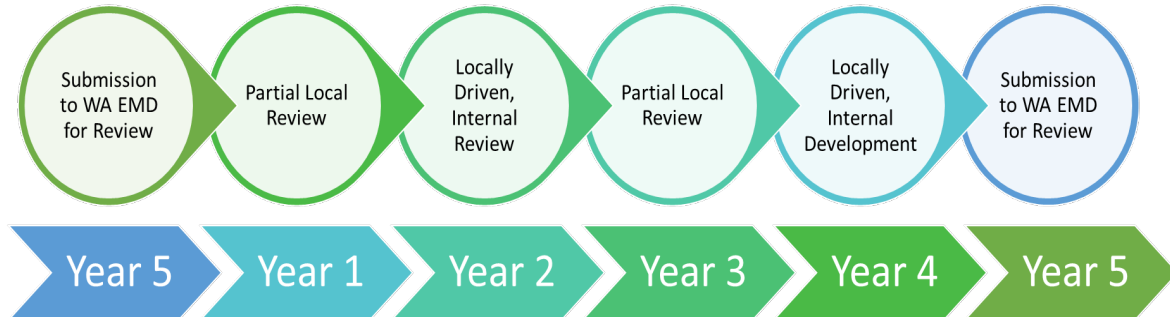 Submission
to WA EMD
for Review
Partial Local
Review
Locally
Driven,
Internal
Review
Partial Local
Review
Locally
Driven,
Internal
Development
Submission
to WA EMD
for Review
Year 5
Year 1
Year 2
Year 3
Year 4
Year 5